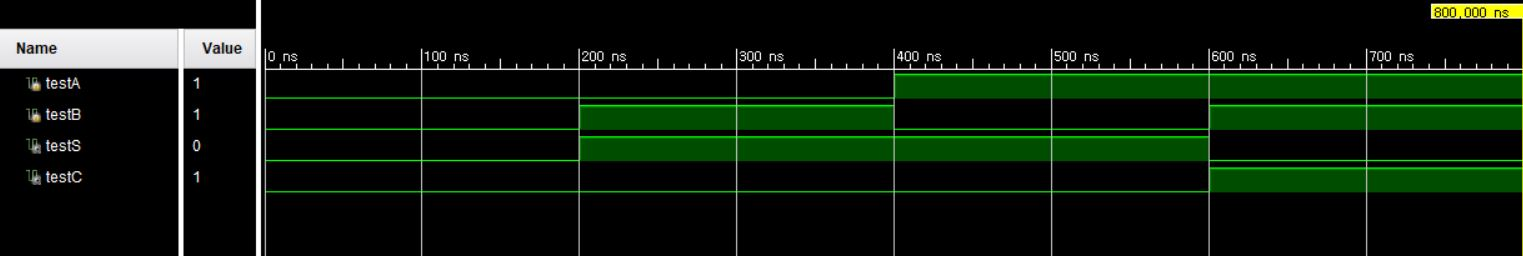 800,000 ns
Name Value
0 ns 100 ns 200 ns 300 ns 400 ns 500 ns 600 ns 700 ns
testA 1
testB 1
testS 0
testC 1